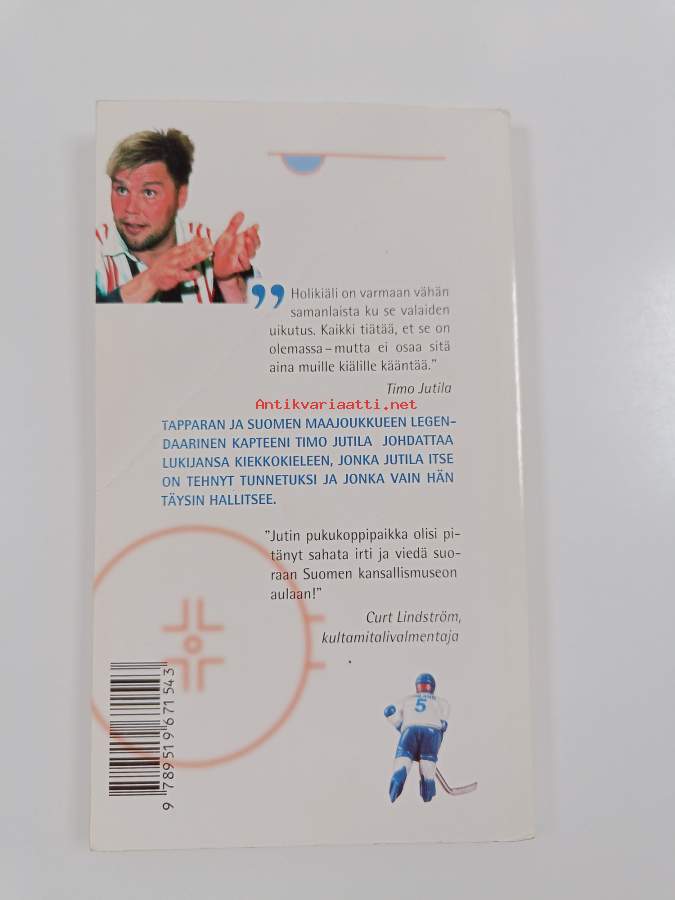 ”Holikiäli on varmaan vähän
samanlaista ku se valaiden
uikutus. Kaikki tiätää, et se on
olemassa – mutta ei osaa sitä
aina muille kiälille kääntää.”
Timo Jutila
Antikvariaatti.net
TAPPARAN JA SUOMEN MAAJOUKKUEEN LEGEN-
DAARINEN KAPTEENI TIMO JUTILA JOHDATTAA
LUKIJANSA KIEKKOKIELEEN, JONKA JUTILA ITSE
ON TEHNYT TUNNETUKSI JA JONKA VAIN HÄN
TÄYSIN HALLITSEE.
”Jutin pukukoppipaikka olisi pi-
tänyt sahata irti ja viedä suo-
raan Suomen kansallismuseon
aulaan!”
Curt Lindström,
kultamitalivalmentaja
5
9 789519 671543